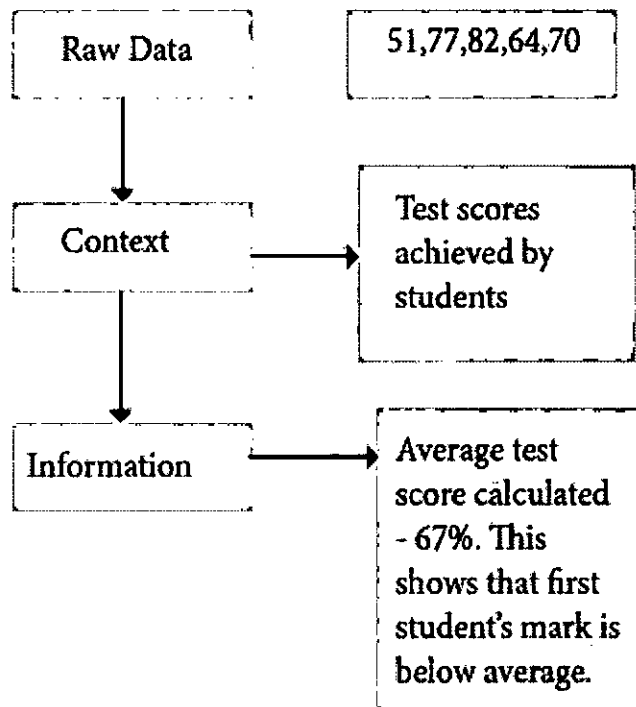 Raw Data
51,77,82,64,70
Context
Test scores
achieved by
students
Information
Average test
score calculated
- 67%. This
shows that first
student's mark is
below average.